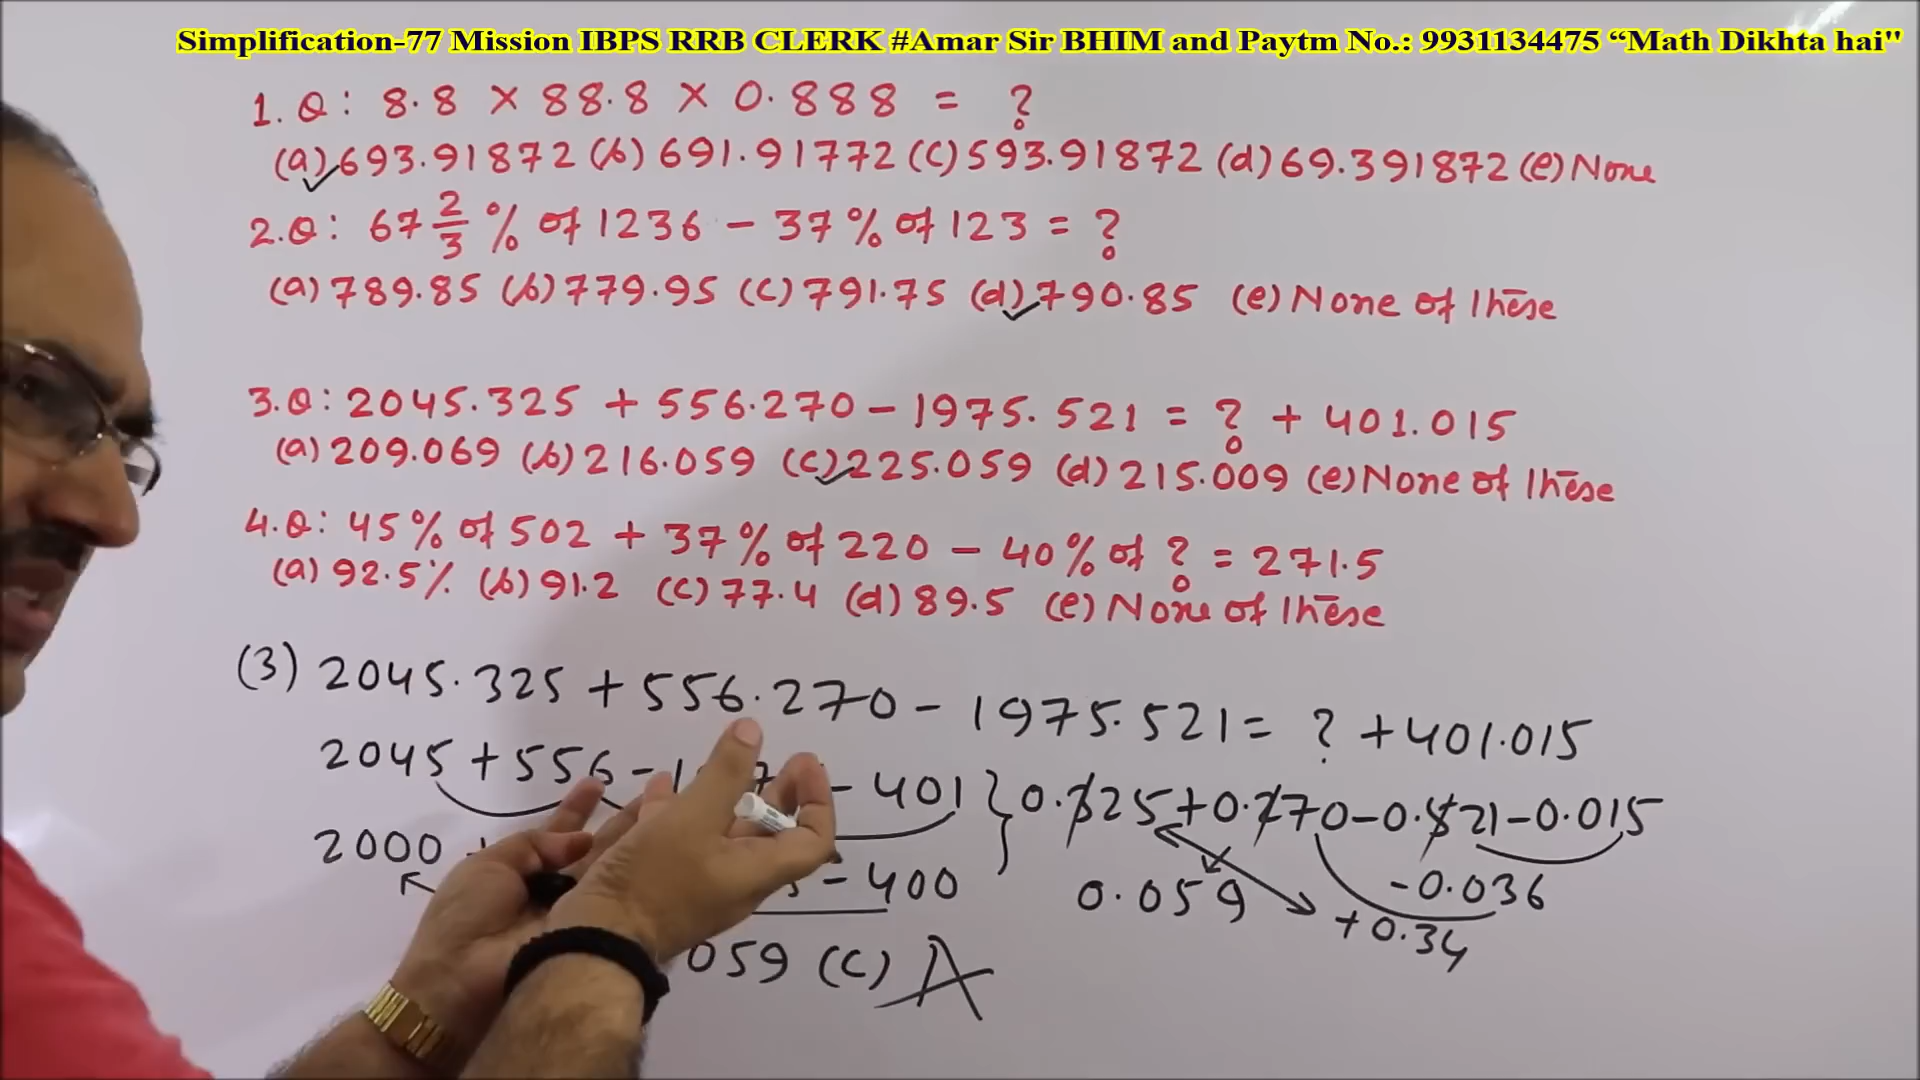 Simplification-77 Mission IBPS RRB CLERK #Amar Sir BHIM and Paytm No.: 9931134475 “Math Dikhta hai"
1. Q: 8.8 × 88.8 × 0.888 = ?
(a) 693.91872 (b) 691.91772 (c) 593.91872 (d) 69.391872 (e) None
2. Q: 67 2/3 % of 1236 - 37% of 123 = ?
(a) 789.85 (b) 779.95 (c) 791.75 (d) 790.85 (e) None of these
3. Q: 2045.325 + 556.270 - 1975.521 = ? + 401.015
(a) 209.069 (b) 216.059 (c) 225.059 (d) 215.009 (e) None of these
4. Q: 45% of 502 + 37% of 220 - 40% of ? = 271.5
(a) 92.5% (b) 91.2 (c) 77.4 (d) 89.5 (e) None of these
(3) 2045.325 + 556.270 - 1975.521 = ? + 401.015
2045 + 556 - - 401 } 0.325 + 0.270 - 0.521 - 0.015
2000 - 400 0.059 -0.036
+0.34
059 (c) A